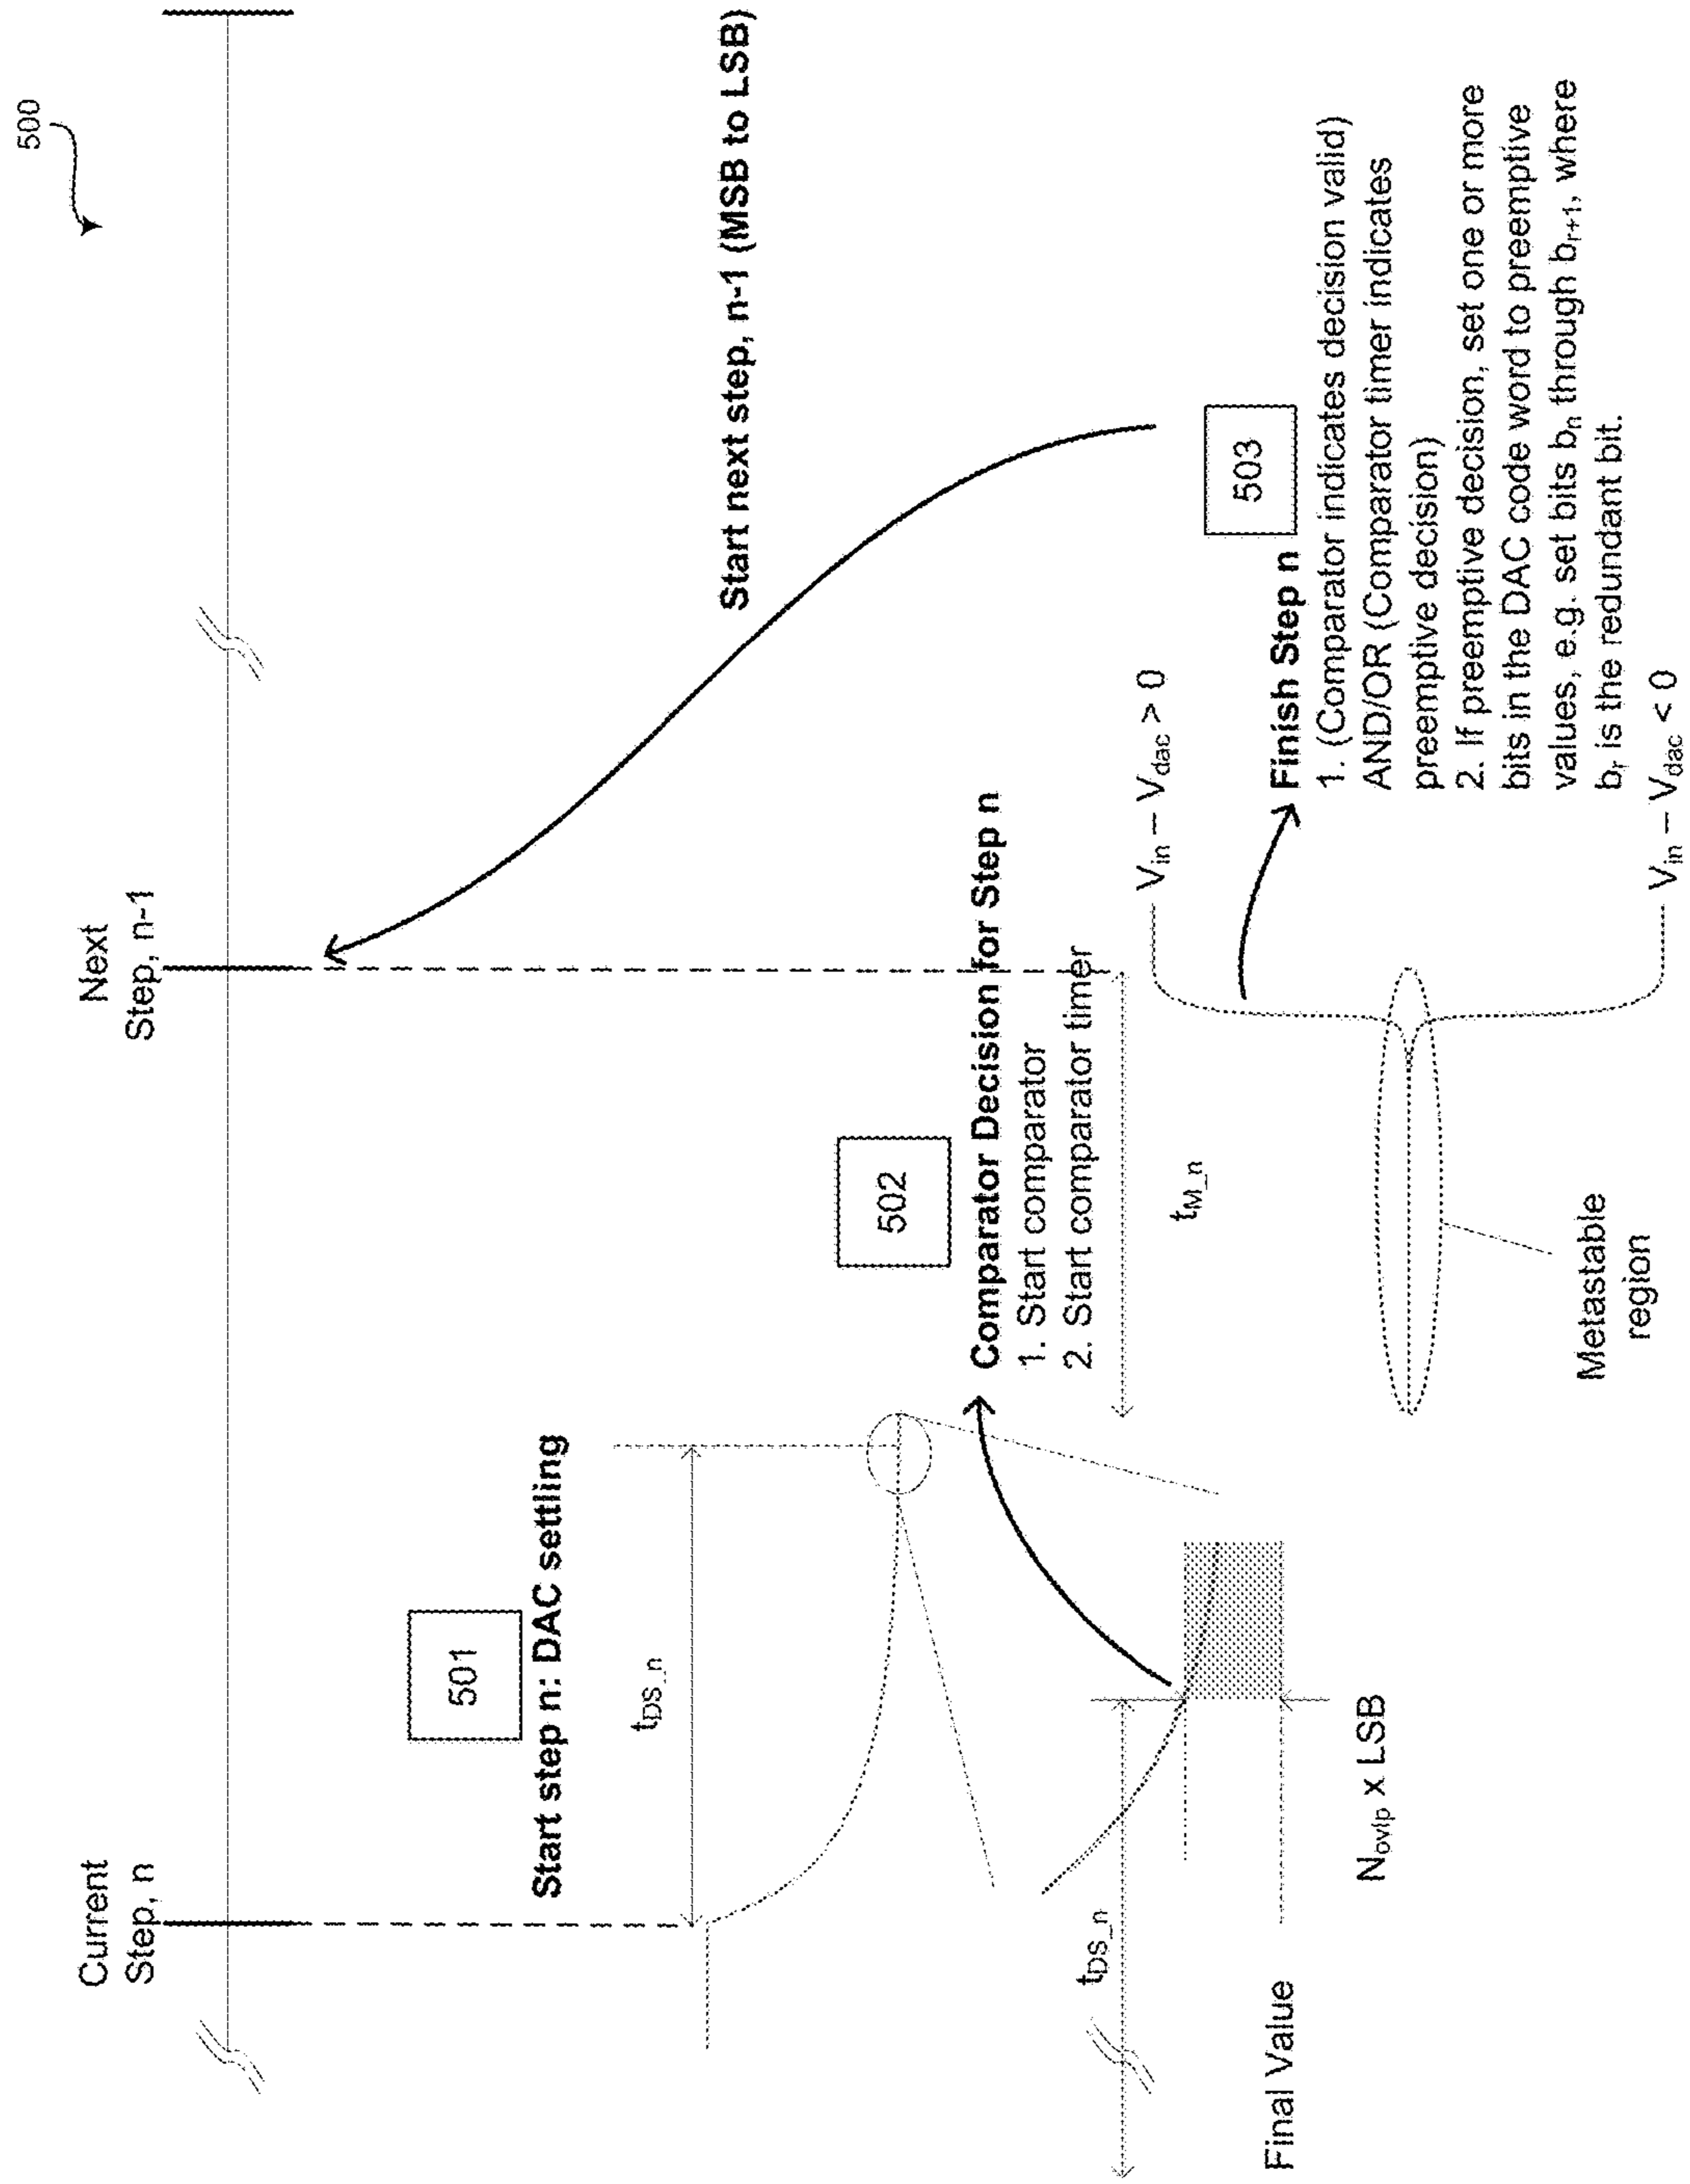 500
Current
Step, n
Next
Step, n-1
501
Start step n: DAC settling
t_DS_n
Start next step, n-1 (MSB to LSB)
502
Comparator Decision for Step n
1. Start comparator
2. Start comparator timer
t_M_n
t_DS_n
Final Value
N_ovlp x LSB
Metastable
region
V_in – V_dac > 0
V_in – V_dac < 0
503
Finish Step n
1. (Comparator indicates decision valid)
AND/OR (Comparator timer indicates
preemptive decision)
2. If preemptive decision, set one or more
bits in the DAC code word to preemptive
values, e.g. set bits b_n through b_r+1, where
b_r is the redundant bit.